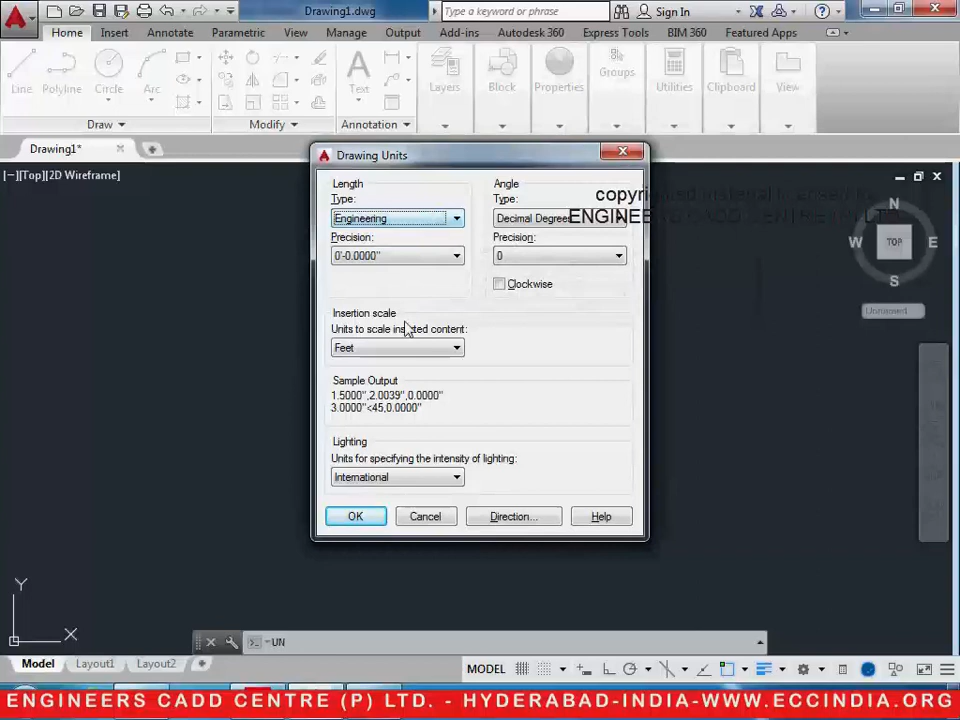 Drawing1.dwg
Type a keyword or phrase
Sign In
Home Insert Annotate Parametric View Manage Output Add-ins Autodesk 360 Express Tools BIM 360 Featured Apps
Line Polyline Circle Arc Text Layers Block Properties Groups Utilities Clipboard View
Draw Modify Annotation
Drawing1*
[−][Top][2D Wireframe]
Drawing Units
Length
Type:
Engineering
Precision:
0'-0.0000"
Angle
Type:
Decimal Degrees
Precision:
0
Clockwise
Insertion scale
Units to scale inserted content:
Feet
Sample Output
1.5000",2.0039",0.0000"
3.0000"<45,0.0000"
Lighting
Units for specifying the intensity of lighting:
International
OK Cancel Direction... Help
N
W TOP E
S
Unnamed
Y
X
UN
Model Layout1 Layout2
MODEL
ENGINEERS CADD CENTRE (P) LTD. - HYDERABAD-INDIA-WWW.ECCINDIA.ORG